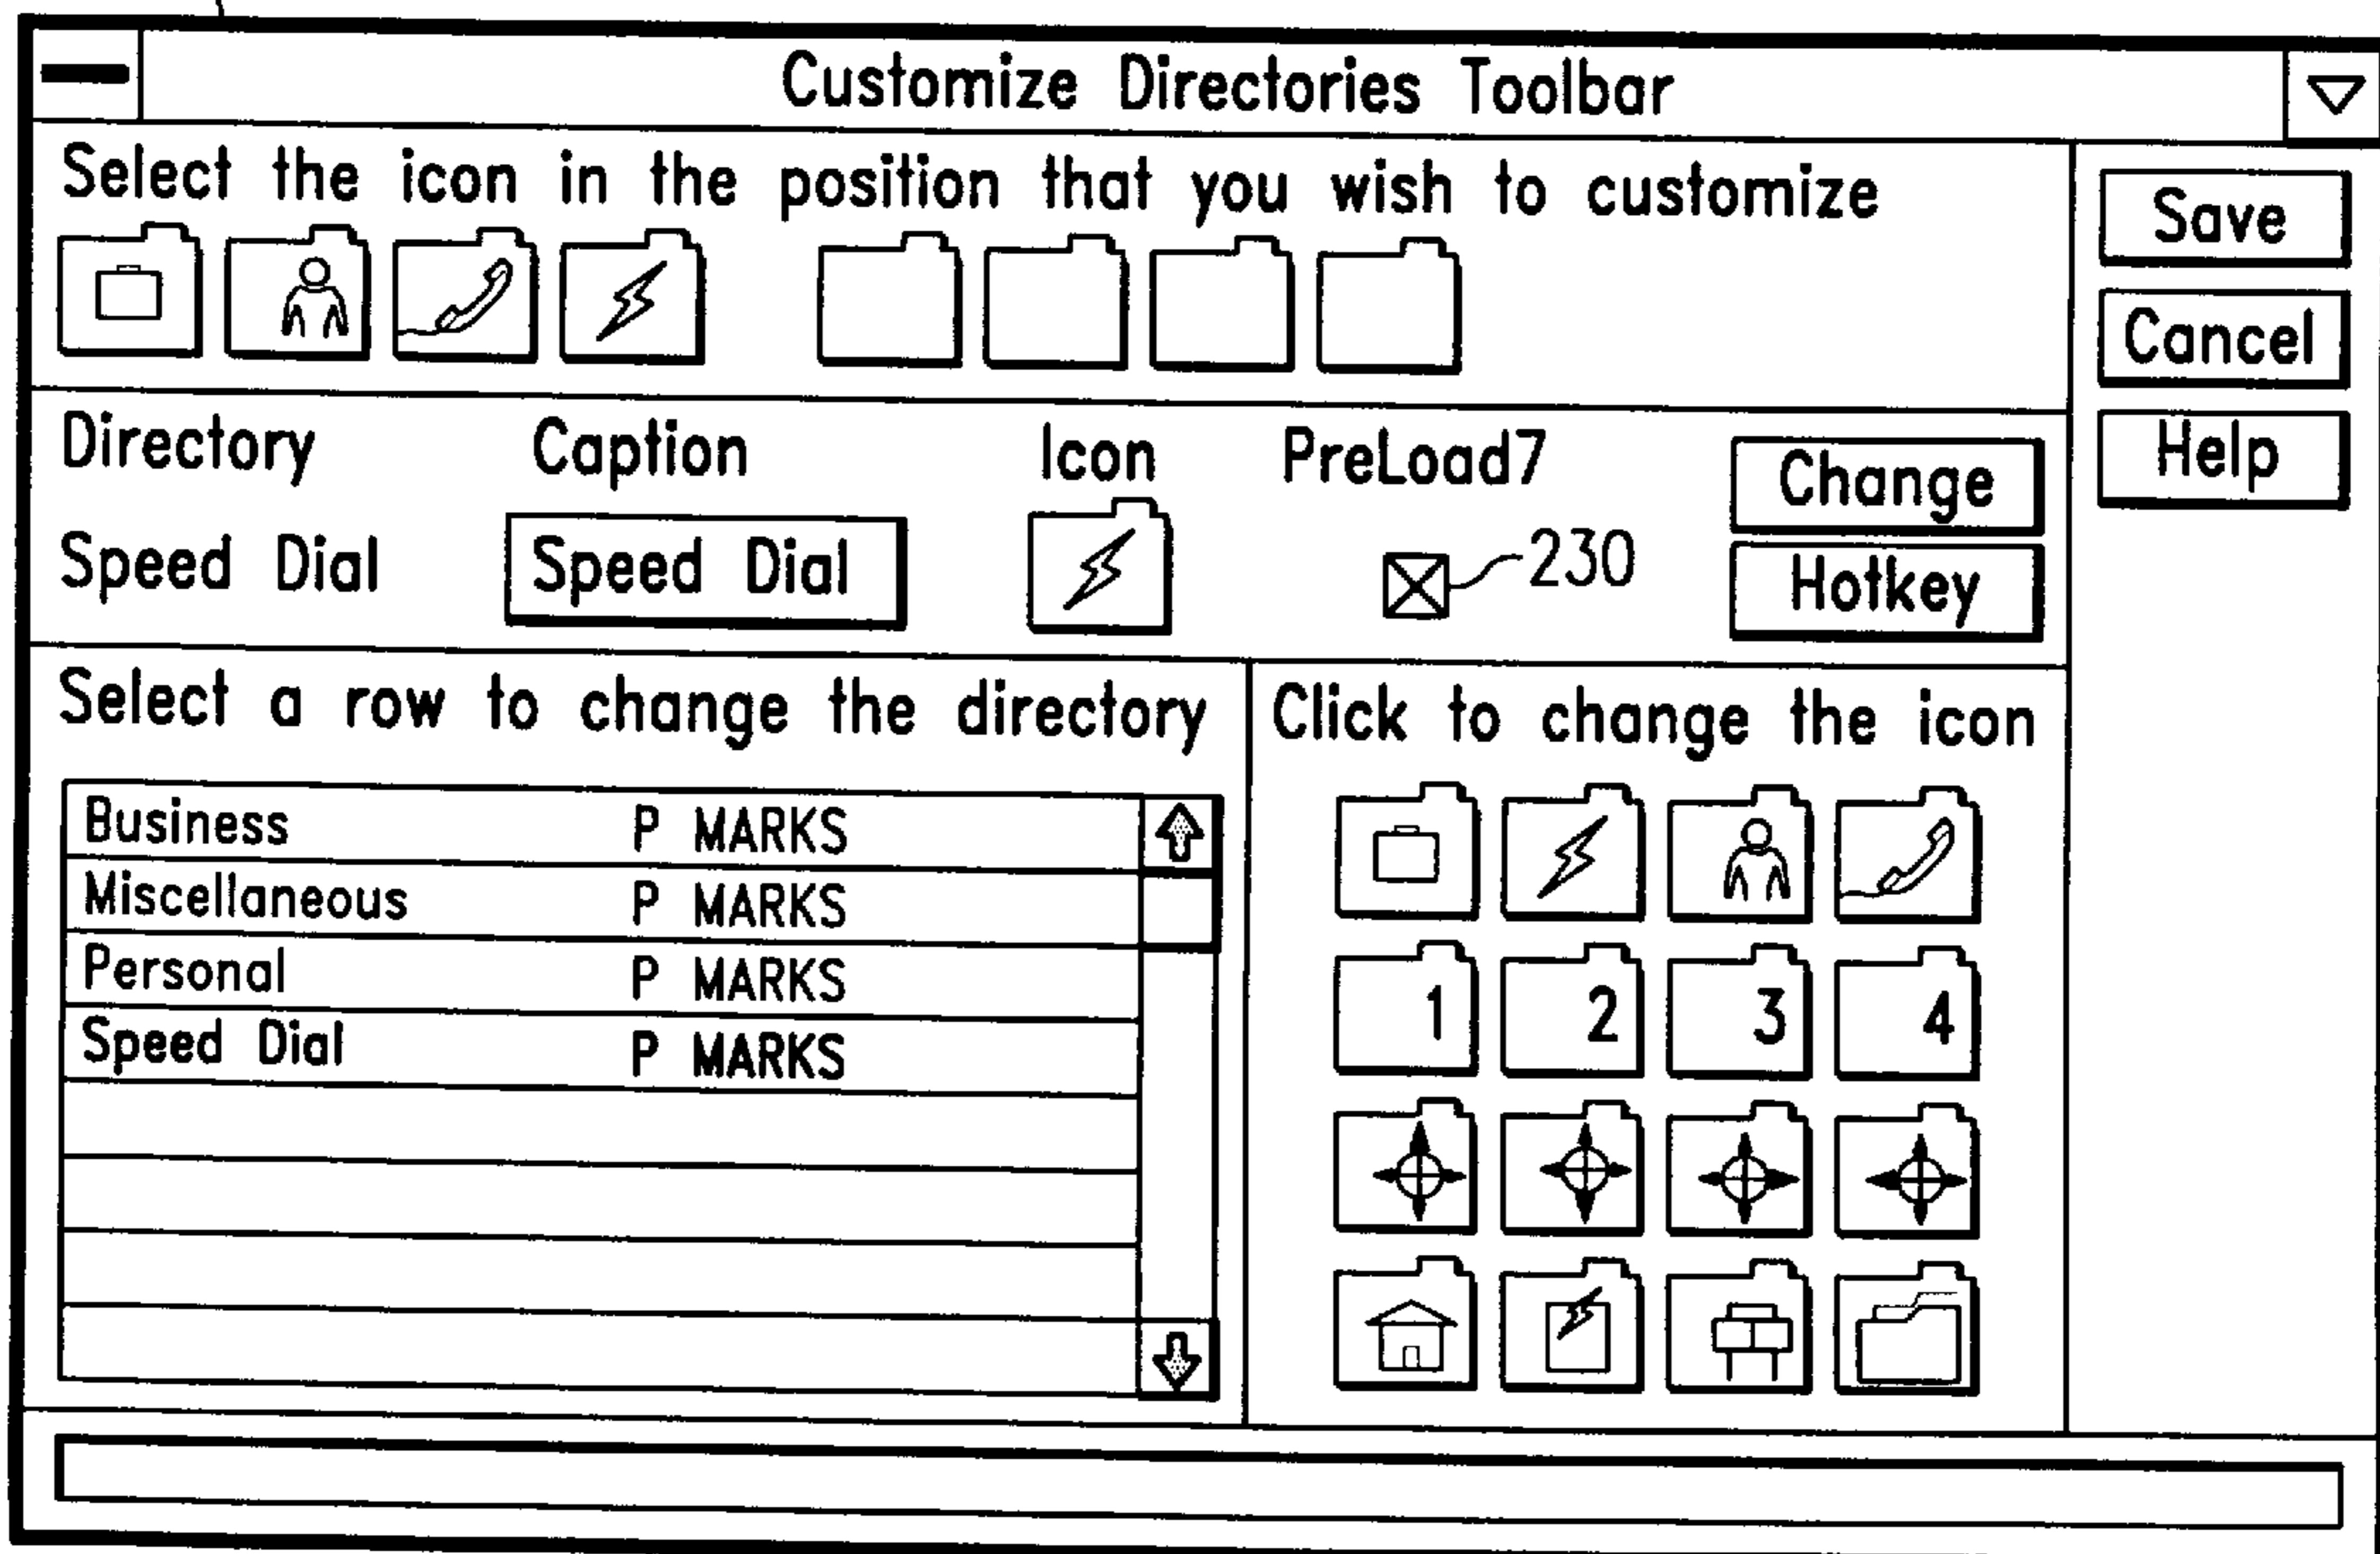 Customize Directories Toolbar
Select the icon in the position that you wish to customize
Save
Cancel
Help
Directory Caption Icon PreLoad7 Change
Speed Dial Speed Dial 230 Hotkey
Select a row to change the directory
Business P MARKS
Miscellaneous P MARKS
Personal P MARKS
Speed Dial P MARKS
Click to change the icon
1 2 3 4